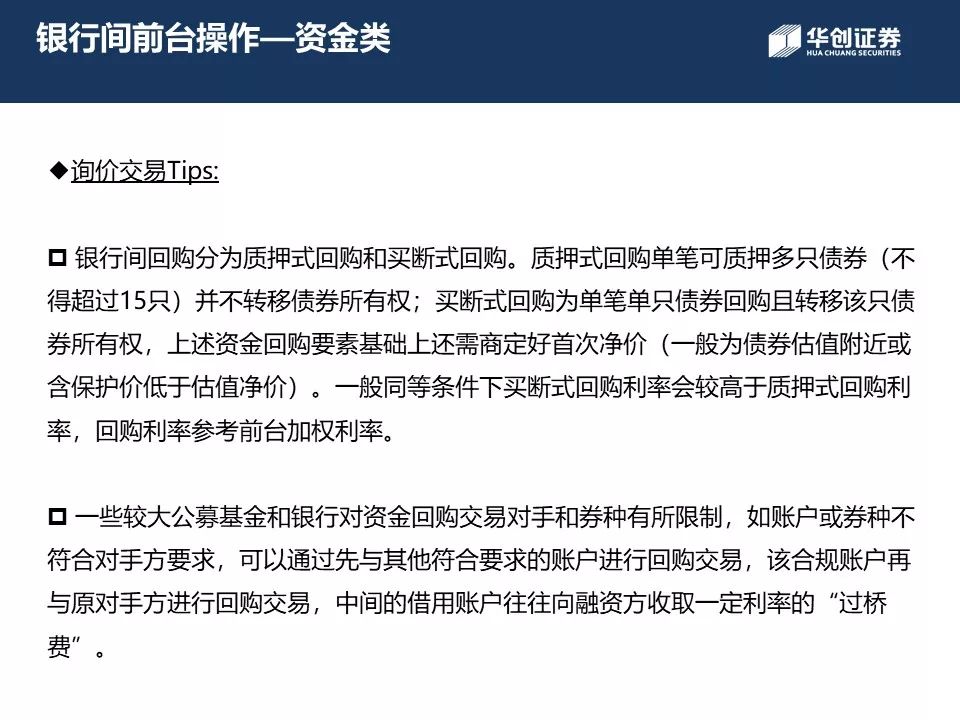 银行间前台操作—资金类
华创证券
HUA CHUANG SECURITIES
◆询价交易Tips:
银行间回购分为质押式回购和买断式回购。质押式回购单笔可质押多只债券（不
得超过15只）并不转移债券所有权；买断式回购为单笔单只债券回购且转移该只债
券所有权，上述资金回购要素基础上还需商定好首次净价（一般为债券估值附近或
含保护价低于估值净价）。一般同等条件下买断式回购利率会较高于质押式回购利
率，回购利率参考前台加权利率。
一些较大公募基金和银行对资金回购交易对手和券种有所限制，如账户或券种不
符合对手方要求，可以通过先与其他符合要求的账户进行回购交易，该合规账户再
与原对手方进行回购交易，中间的借用账户往往向融资方收取一定利率的“过桥
费”。